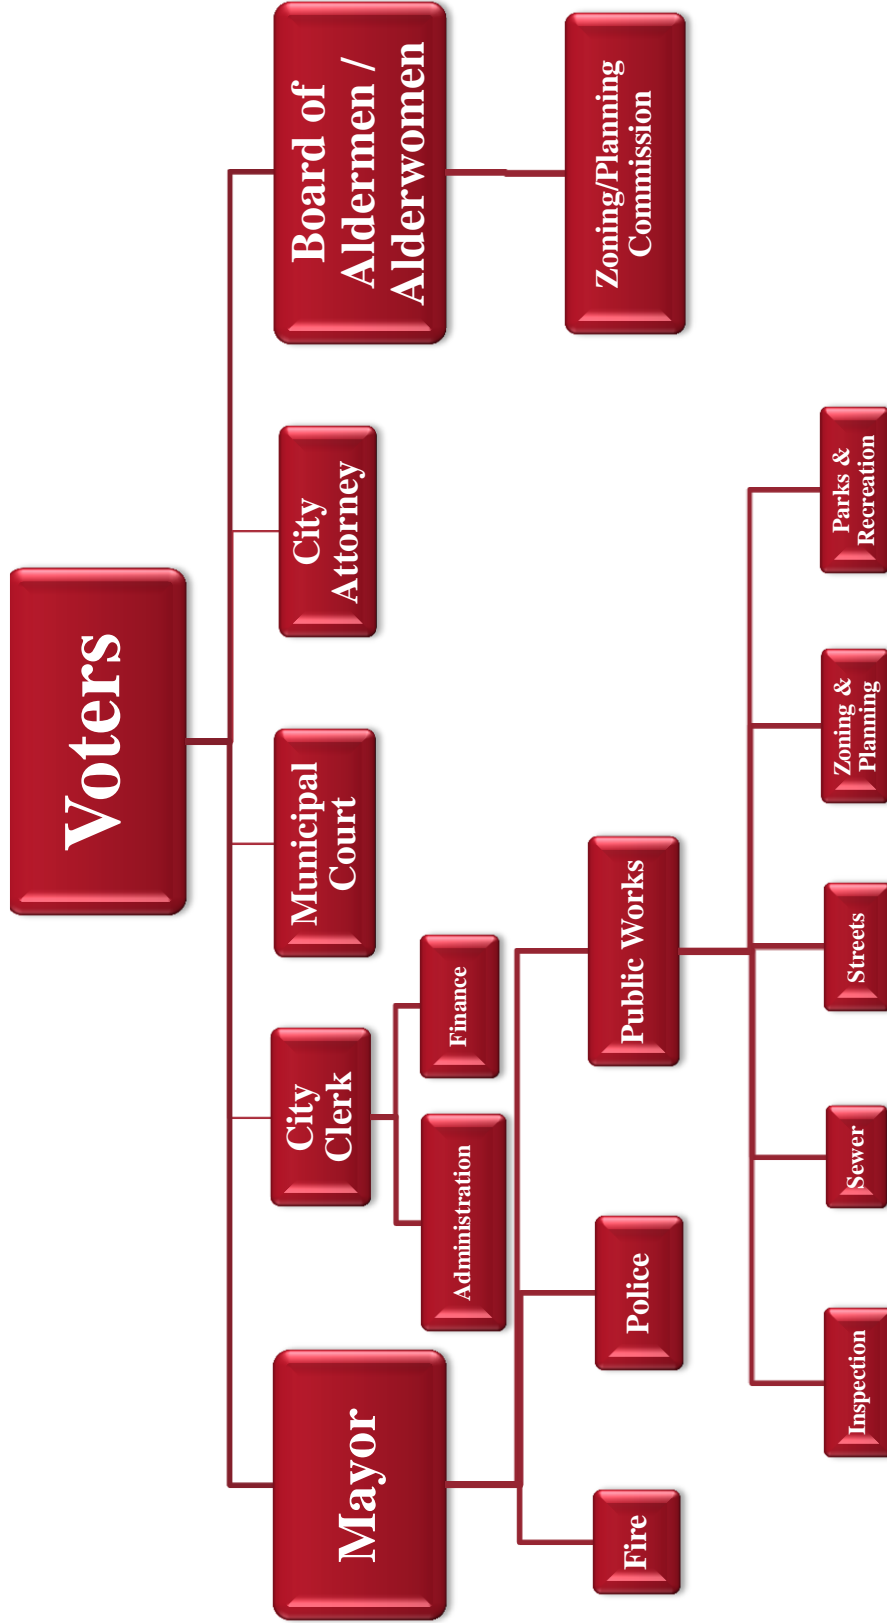 Voters
Mayor
City
Clerk
Municipal
Court
City
Attorney
Board of
Aldermen /
Alderwomen
Administration
Finance
Fire
Police
Public Works
Zoning/Planning
Commission
Inspection
Sewer
Streets
Zoning &
Planning
Parks &
Recreation